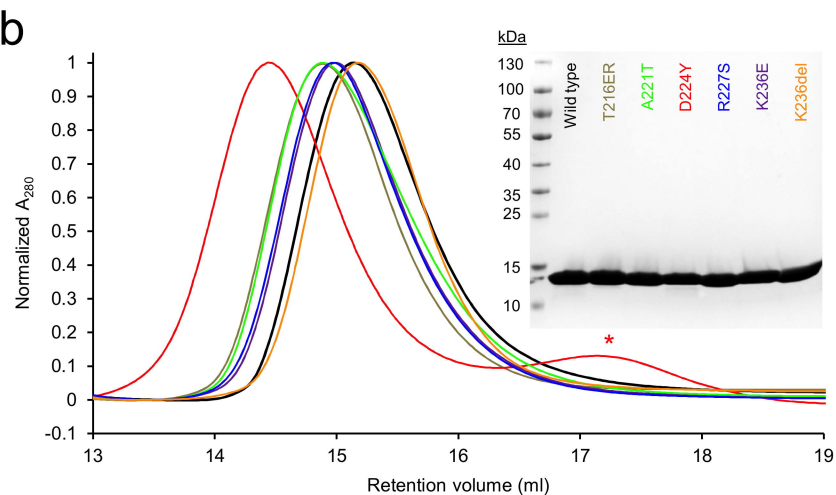 b
kDa
130
100
70
55
40
35
25
15
10
Wild type
T216ER
A221T
D224Y
R227S
K236E
K236del
Normalized A280
1
0.9
0.8
0.7
0.6
0.5
0.4
0.3
0.2
0.1
0
-0.1
*
13 14 15 16 17 18 19
Retention volume (ml)